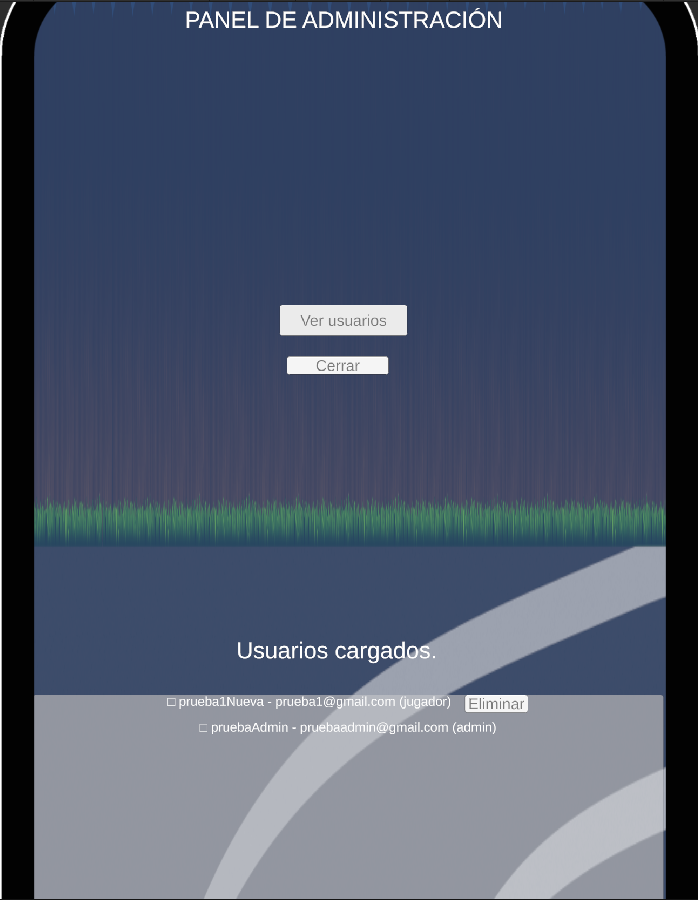 PANEL DE ADMINISTRACIÓN
Ver usuarios
Cerrar
Usuarios cargados.
□ prueba1Nueva - prueba1@gmail.com (jugador) Eliminar
□ pruebaAdmin - pruebaadmin@gmail.com (admin)